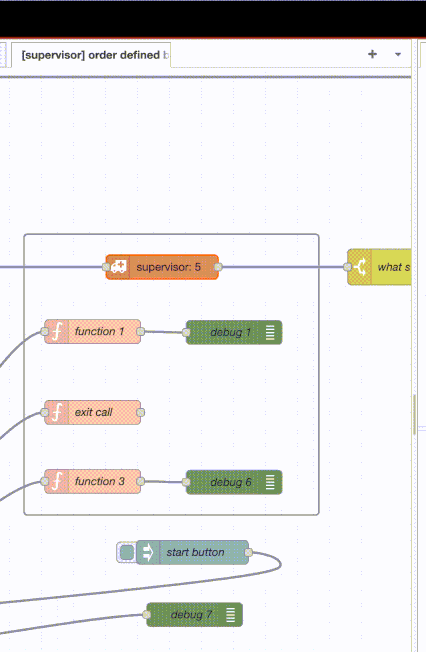 [supervisor] order defined
supervisor: 5
what s
function 1
debug 1
exit call
function 3
debug 6
start button
debug 7